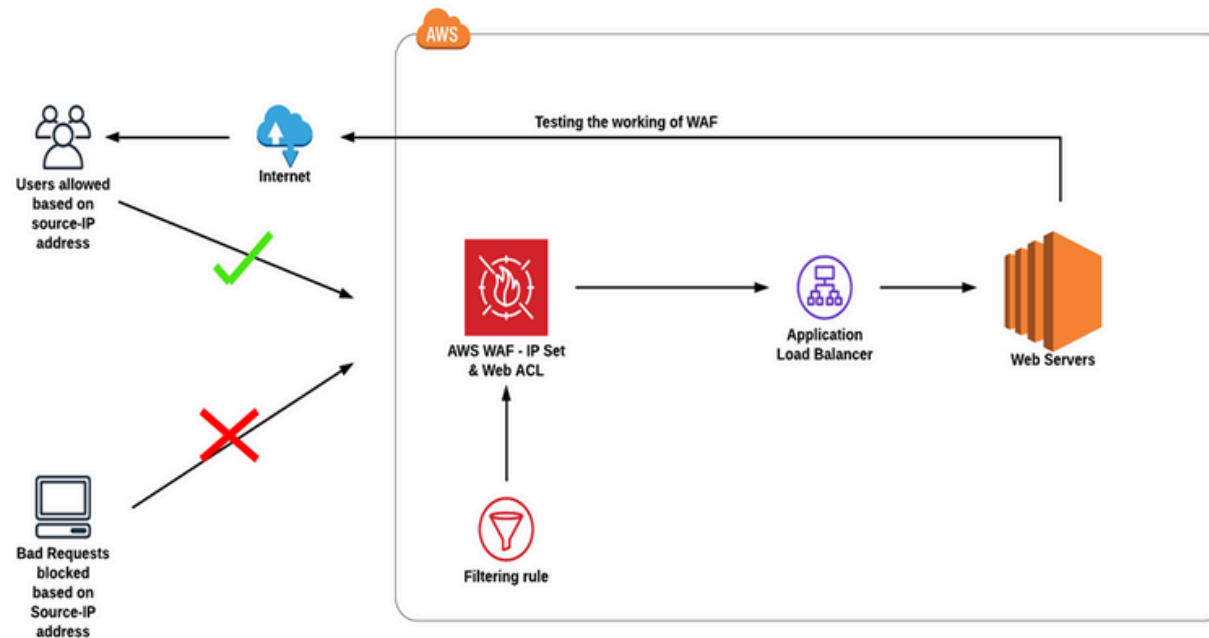 AWS
Testing the working of WAF
Internet
Users allowed
based on
source-IP
address
AWS WAF - IP Set
& Web ACL
Application
Load Balancer
Web Servers
Filtering rule
Bad Requests
blocked
based on
Source-IP
address